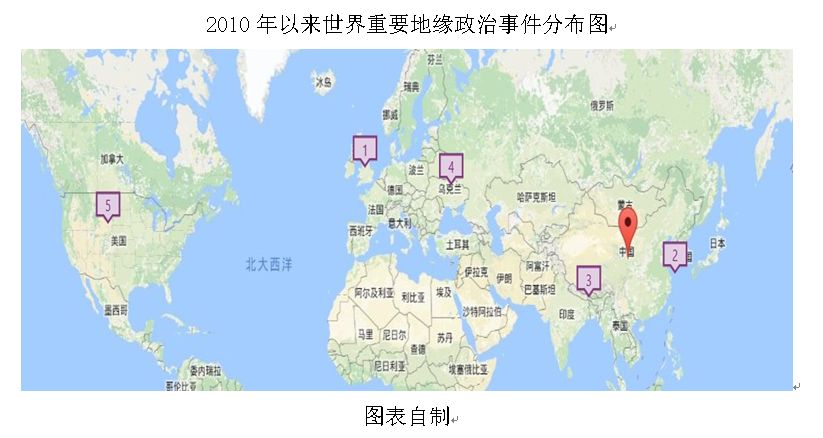 2010 年以来世界重要地缘政治事件分布图
冰岛
芬兰
瑞典
挪威
俄罗斯
加拿大
1
4
波兰
德国
乌克兰
哈萨克斯坦
蒙古
5
法国
美国
西班牙
意大利
土耳其
中国
2
国
日本
北大西洋
伊拉克
伊朗
阿富汗
3
巴基斯坦
墨西哥
阿尔及利亚
利比亚
埃及
沙特阿拉伯
印度
马里
尼日尔
苏丹
泰国
乍得
尼日利亚
委内瑞拉
埃塞俄比亚
哥伦比亚
图表自制